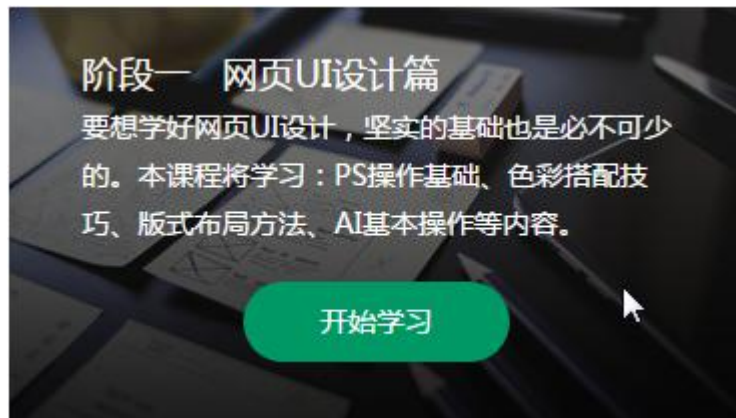 阶段一　网页UI设计篇
要想学好网页UI设计，坚实的基础也是必不可少
的。本课程将学习：PS操作基础、色彩搭配技
巧、版式布局方法、AI基本操作等内容。
开始学习